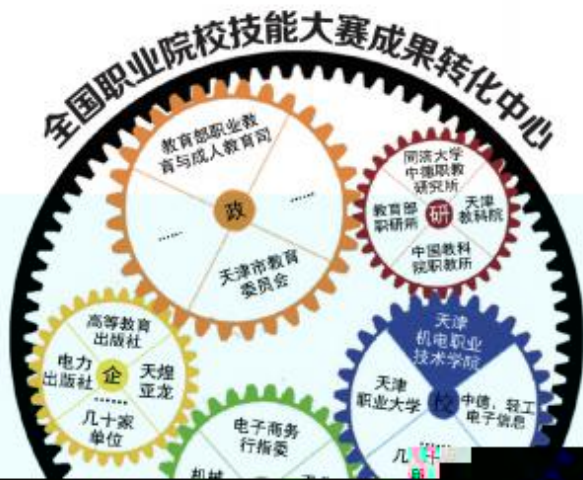 全国职业院校技能大赛成果转化中心
教育部职业教
育与成人教育司
......
政
......
天津市教育
委员会
同济大学
中德职教
研究所
教育部
职研所
研
天津
教科院
中国教科
院职教所
高等教育
出版社
电力
出版社
企
天煌
亚龙
......
几十家
单位
天津
机电职业
技术学院
天津
职业大学
校
中德，轻工
电子信息
......
几十
电子商务
行指委
机械